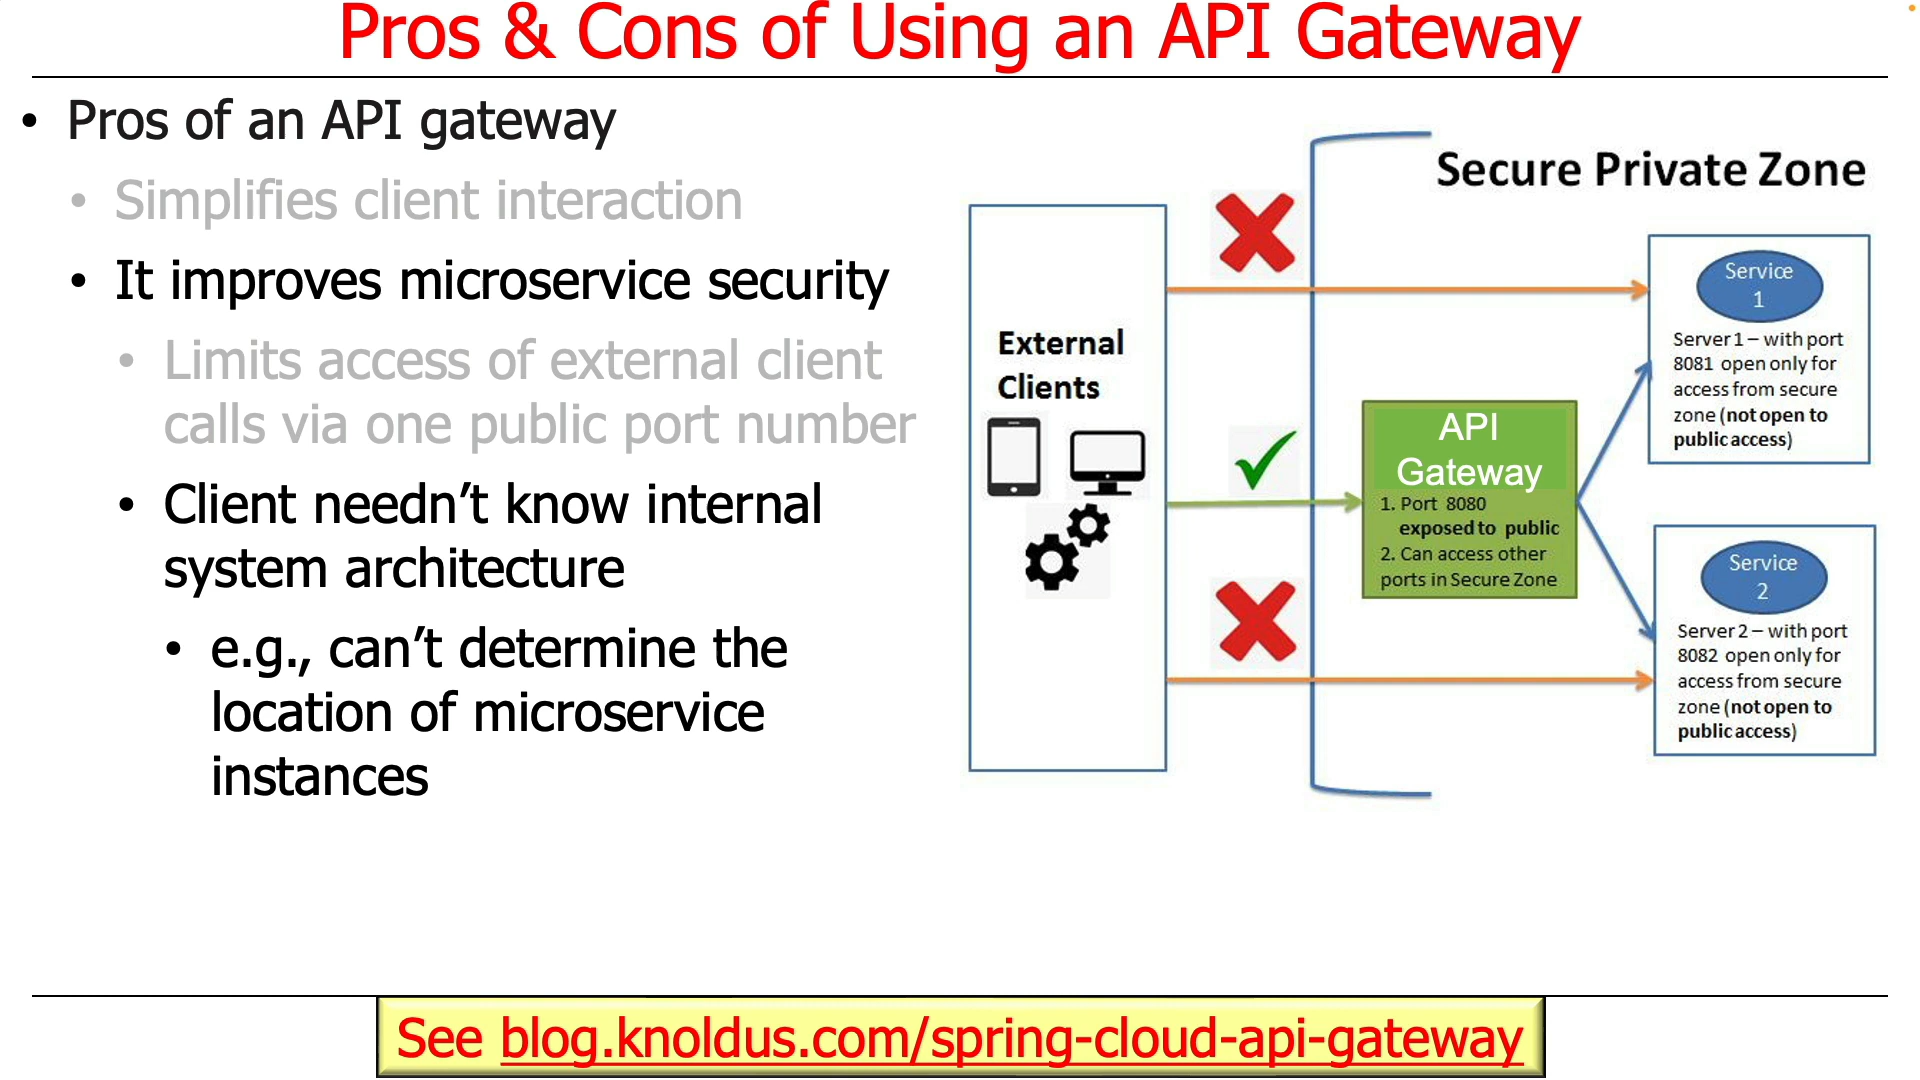 Pros & Cons of Using an API Gateway
• Pros of an API gateway
• Simplifies client interaction
• It improves microservice security
• Limits access of external client
calls via one public port number
• Client needn’t know internal
system architecture
• e.g., can’t determine the
location of microservice
instances
Secure Private Zone
External
Clients
API
Gateway
1. Port 8080
exposed to public
2. Can access other
ports in Secure Zone
Service
1
Server 1 – with port
8081 open only for
access from secure
zone (not open to
public access)
Service
2
Server 2 – with port
8082 open only for
access from secure
zone (not open to
public access)
See blog.knoldus.com/spring-cloud-api-gateway